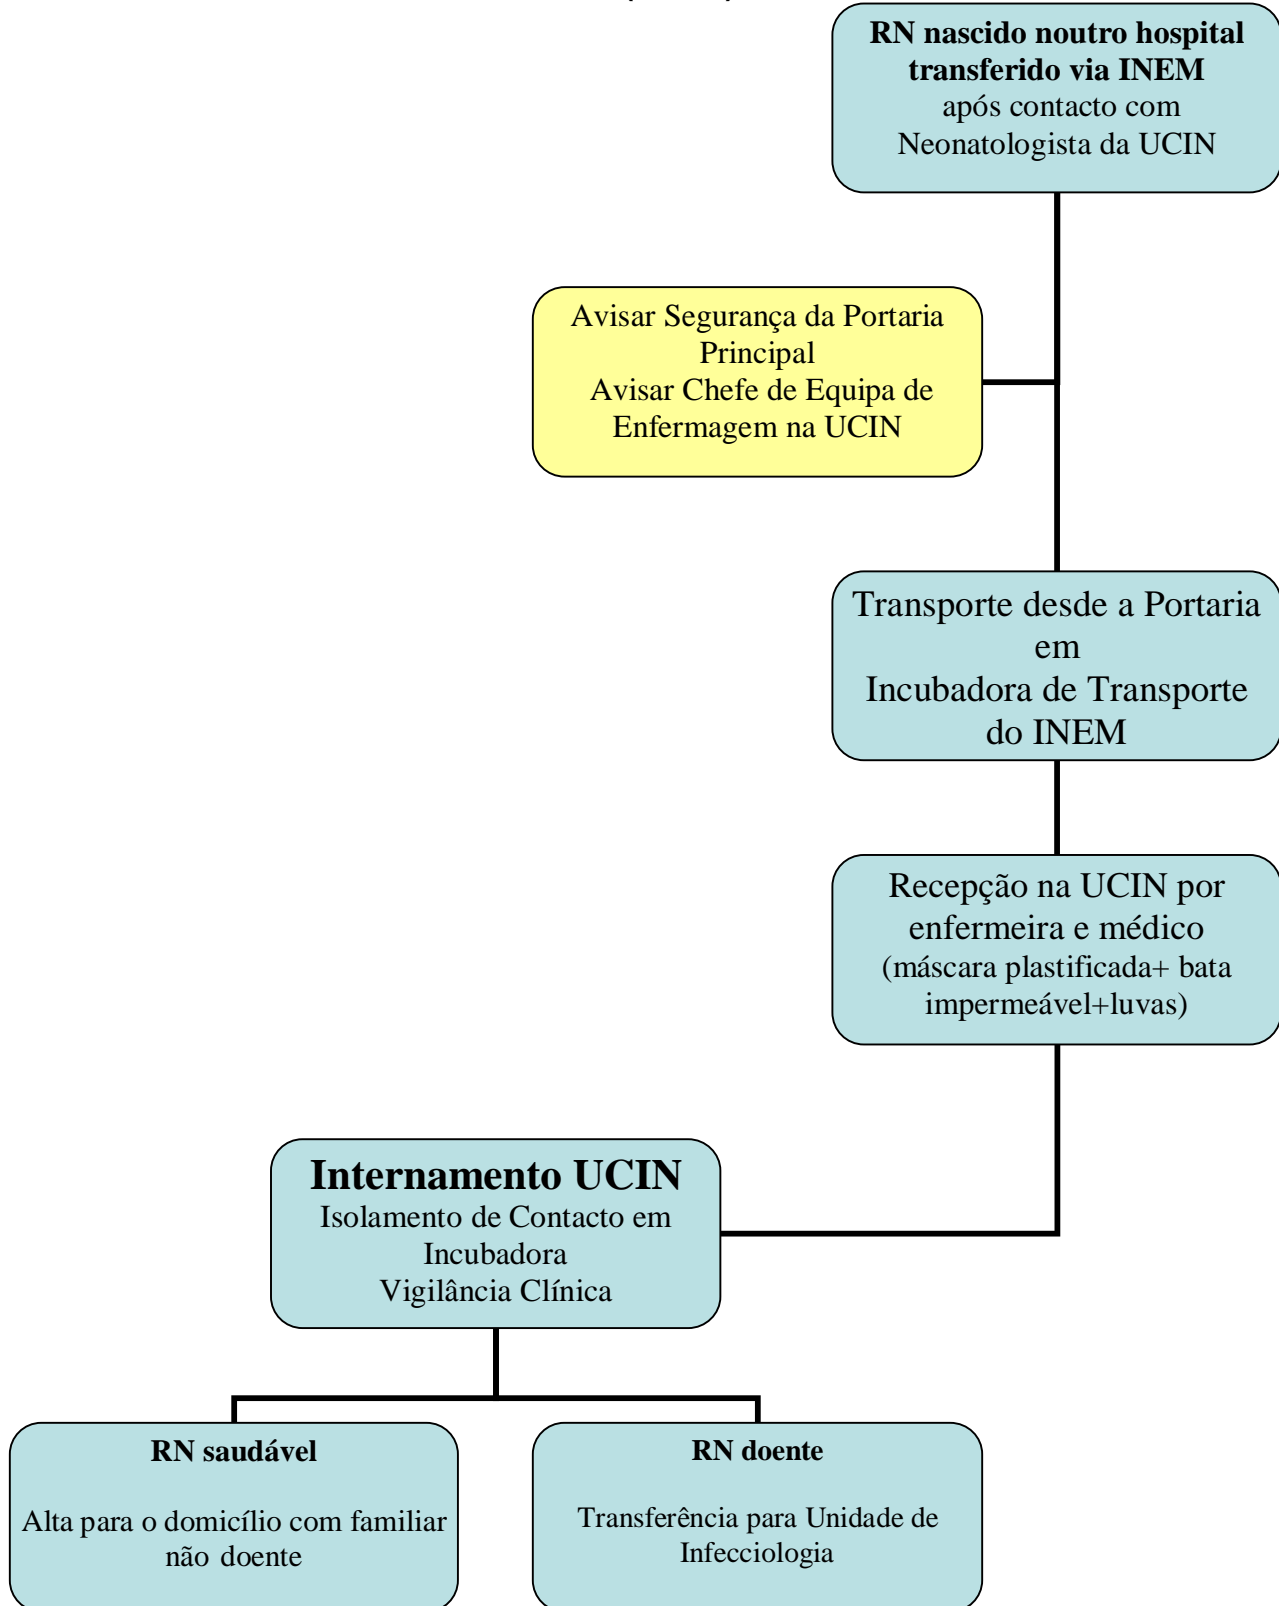 RN nascido noutro hospital
transferido via INEM
após contacto com
Neonatologista da UCIN
Avisar Segurança da Portaria
Principal
Avisar Chefe de Equipa de
Enfermagem na UCIN
Transporte desde a Portaria
em
Incubadora de Transporte
do INEM
Recepção na UCIN por
enfermeira e médico
(máscara plastificada+ bata
impermeável+luvas)
Internamento UCIN
Isolamento de Contacto em
Incubadora
Vigilância Clínica
RN saudável
Alta para o domicílio com familiar
não doente
RN doente
Transferência para Unidade de
Infecciologia